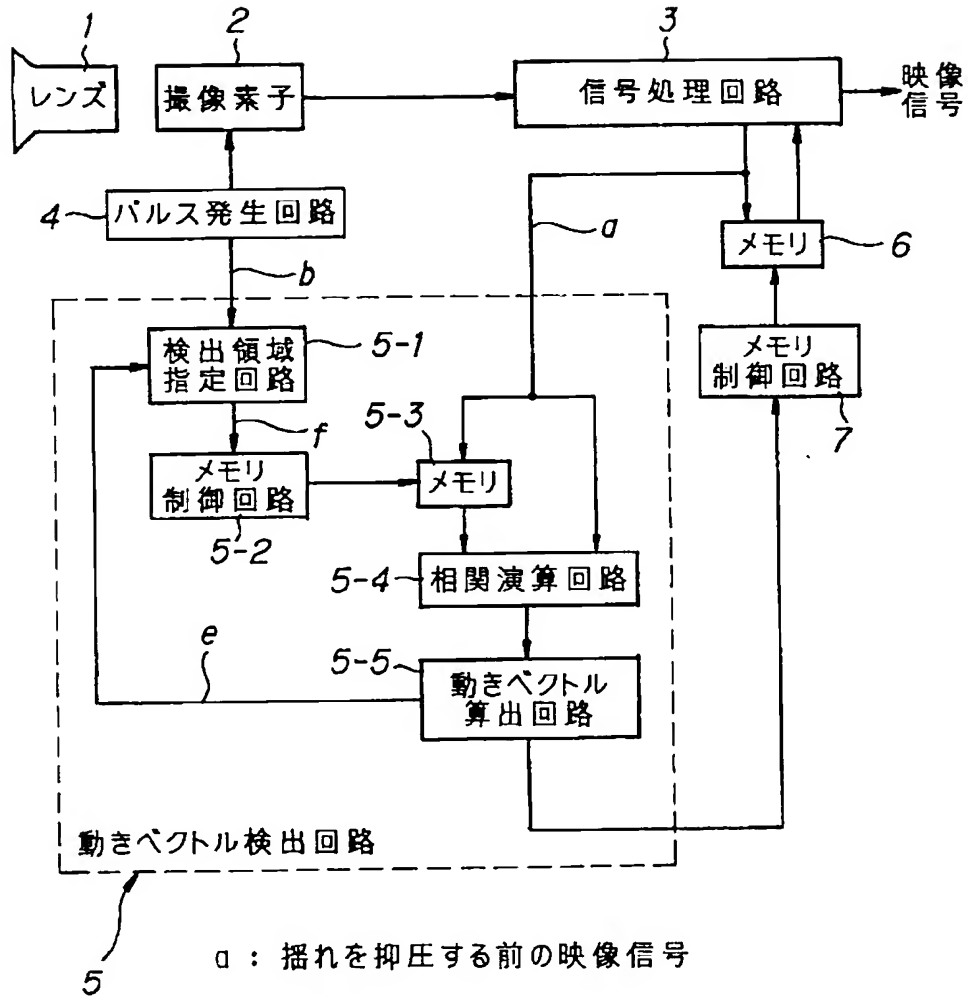 1
2
3
レンズ
撮像素子
信号処理回路
映像
信号
4
パルス発生回路
a
メモリ
6
b
検出領域
指定回路
5-1
メモリ
制御回路
7
f
5-3
メモリ
制御回路
5-2
メモリ
5-4
相関演算回路
e
5-5
動きベクトル
算出回路
動きベクトル検出回路
5
a : 揺れを抑圧する前の映像信号